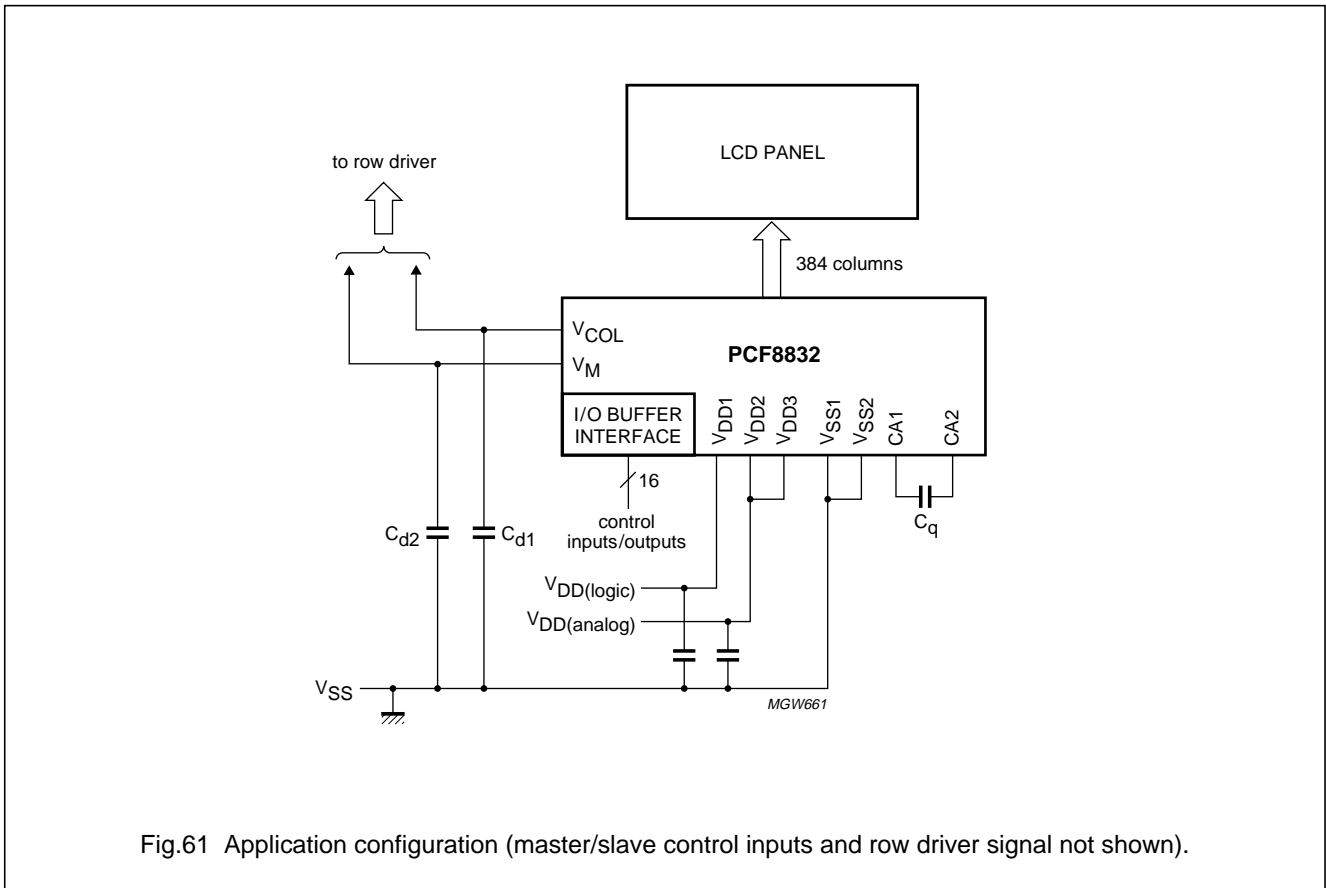 LCD PANEL
to row driver
384 columns
VCOL
VM
PCF8832
I/O BUFFER
INTERFACE
VDD1
VDD2
VDD3
VSS1
VSS2
CA1
CA2
16
control
inputs/outputs
Cq
Cd2
Cd1
VDD(logic)
VDD(analog)
VSS
MGW661
Fig.61 Application configuration (master/slave control inputs and row driver signal not shown).